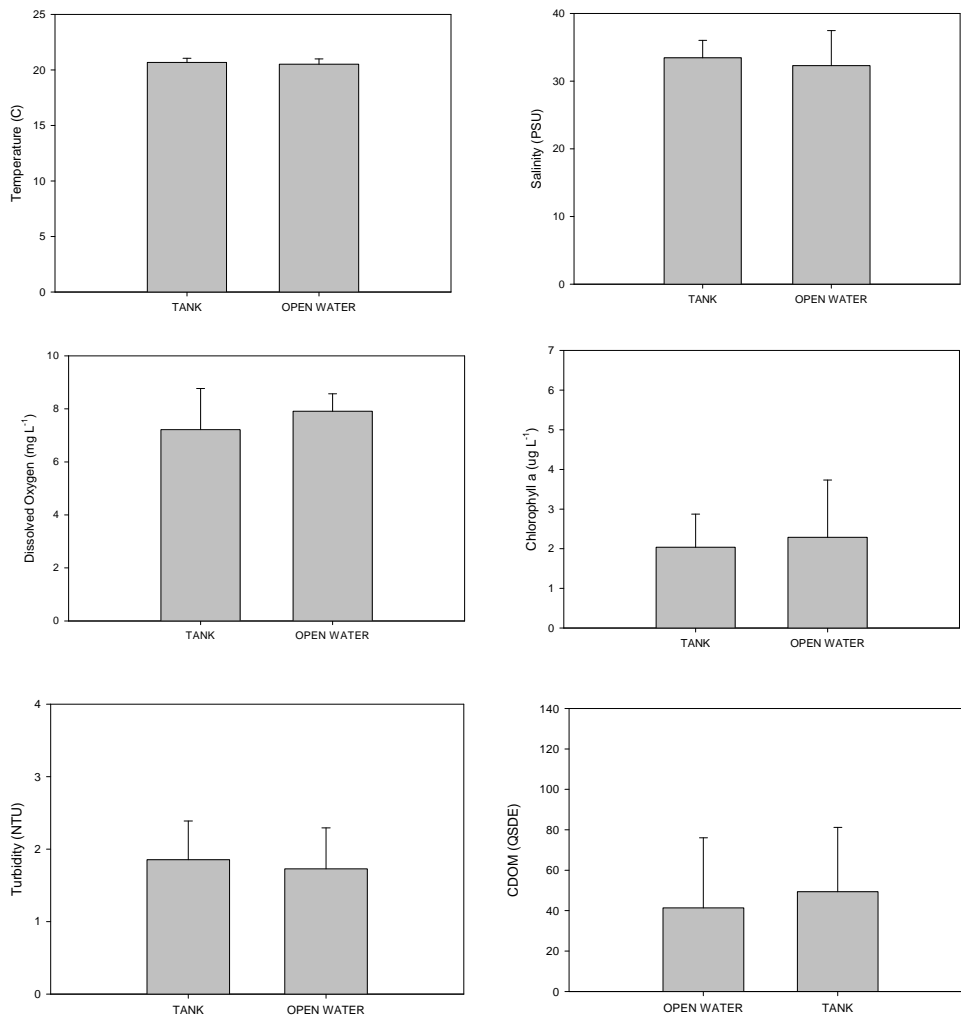 Temperature (C)
25
20
15
10
5
0
TANK
OPEN WATER
Salinity (PSU)
40
30
20
10
0
TANK
OPEN WATER
Dissolved Oxygen (mg L-1)
10
8
6
4
2
0
TANK
OPEN WATER
Chlorophyll a (ug L-1)
7
6
5
4
3
2
1
0
TANK
OPEN WATER
Turbidity (NTU)
4
3
2
1
0
TANK
OPEN WATER
CDOM (QSDE)
140
120
100
80
60
40
20
0
OPEN WATER
TANK